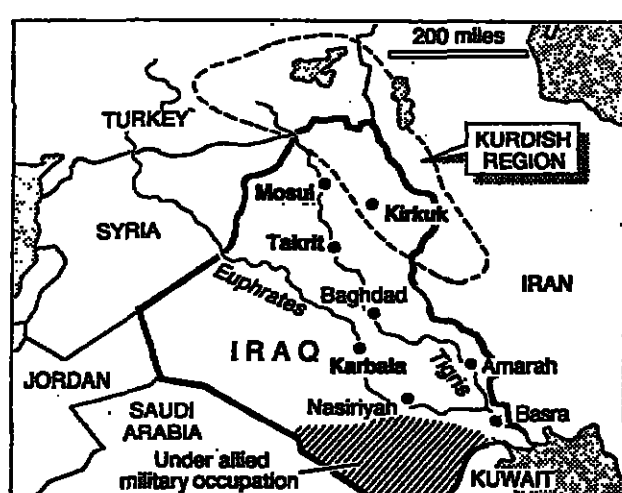 200 miles
TURKEY
KURDISH
REGION
Mosul
Kirkuk
SYRIA
Takrit
IRAN
Euphrates
Baghdad
IRAQ
Karbala
Tigris
Amarah
JORDAN
Nasiriyah
Basra
SAUDI
ARABIA
Under allied
military occupation
KUWAIT